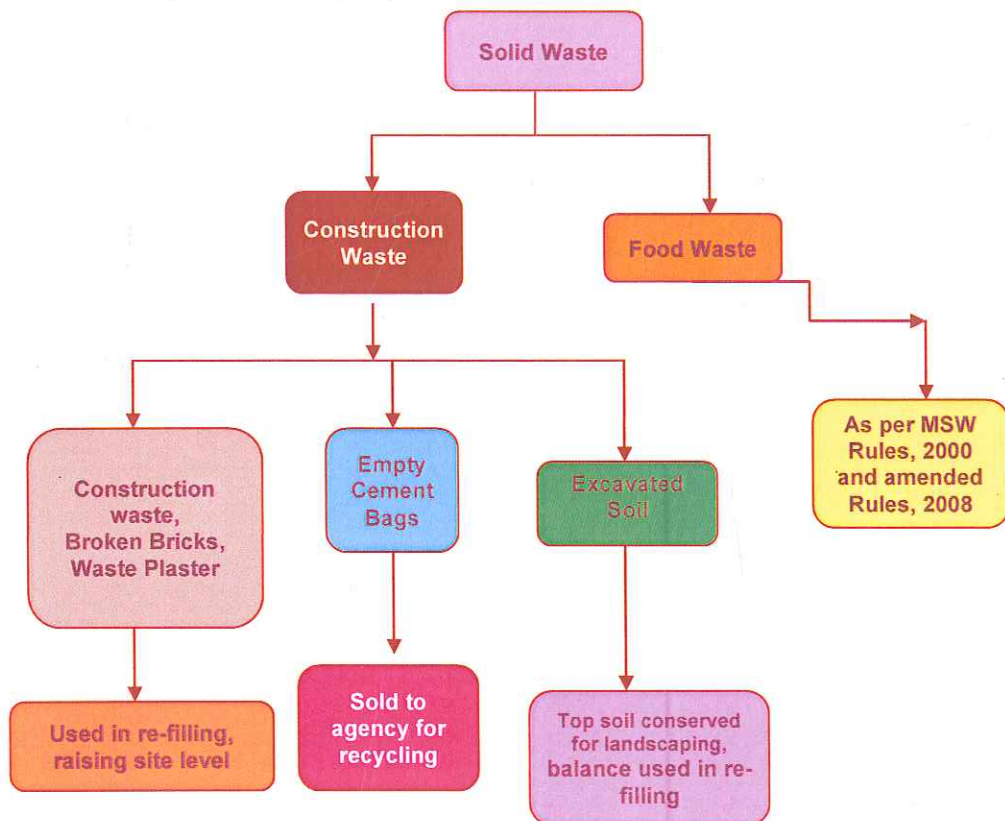 Solid Waste
Construction
Waste
Food Waste
Construction
waste,
Broken Bricks,
Waste Plaster
Empty
Cement
Bags
Excavated
Soil
As per MSW
Rules, 2000
and amended
Rules, 2008
Used in re-filling,
raising site level
Sold to
agency for
recycling
Top soil conserved
for landscaping,
balance used in re-
filling